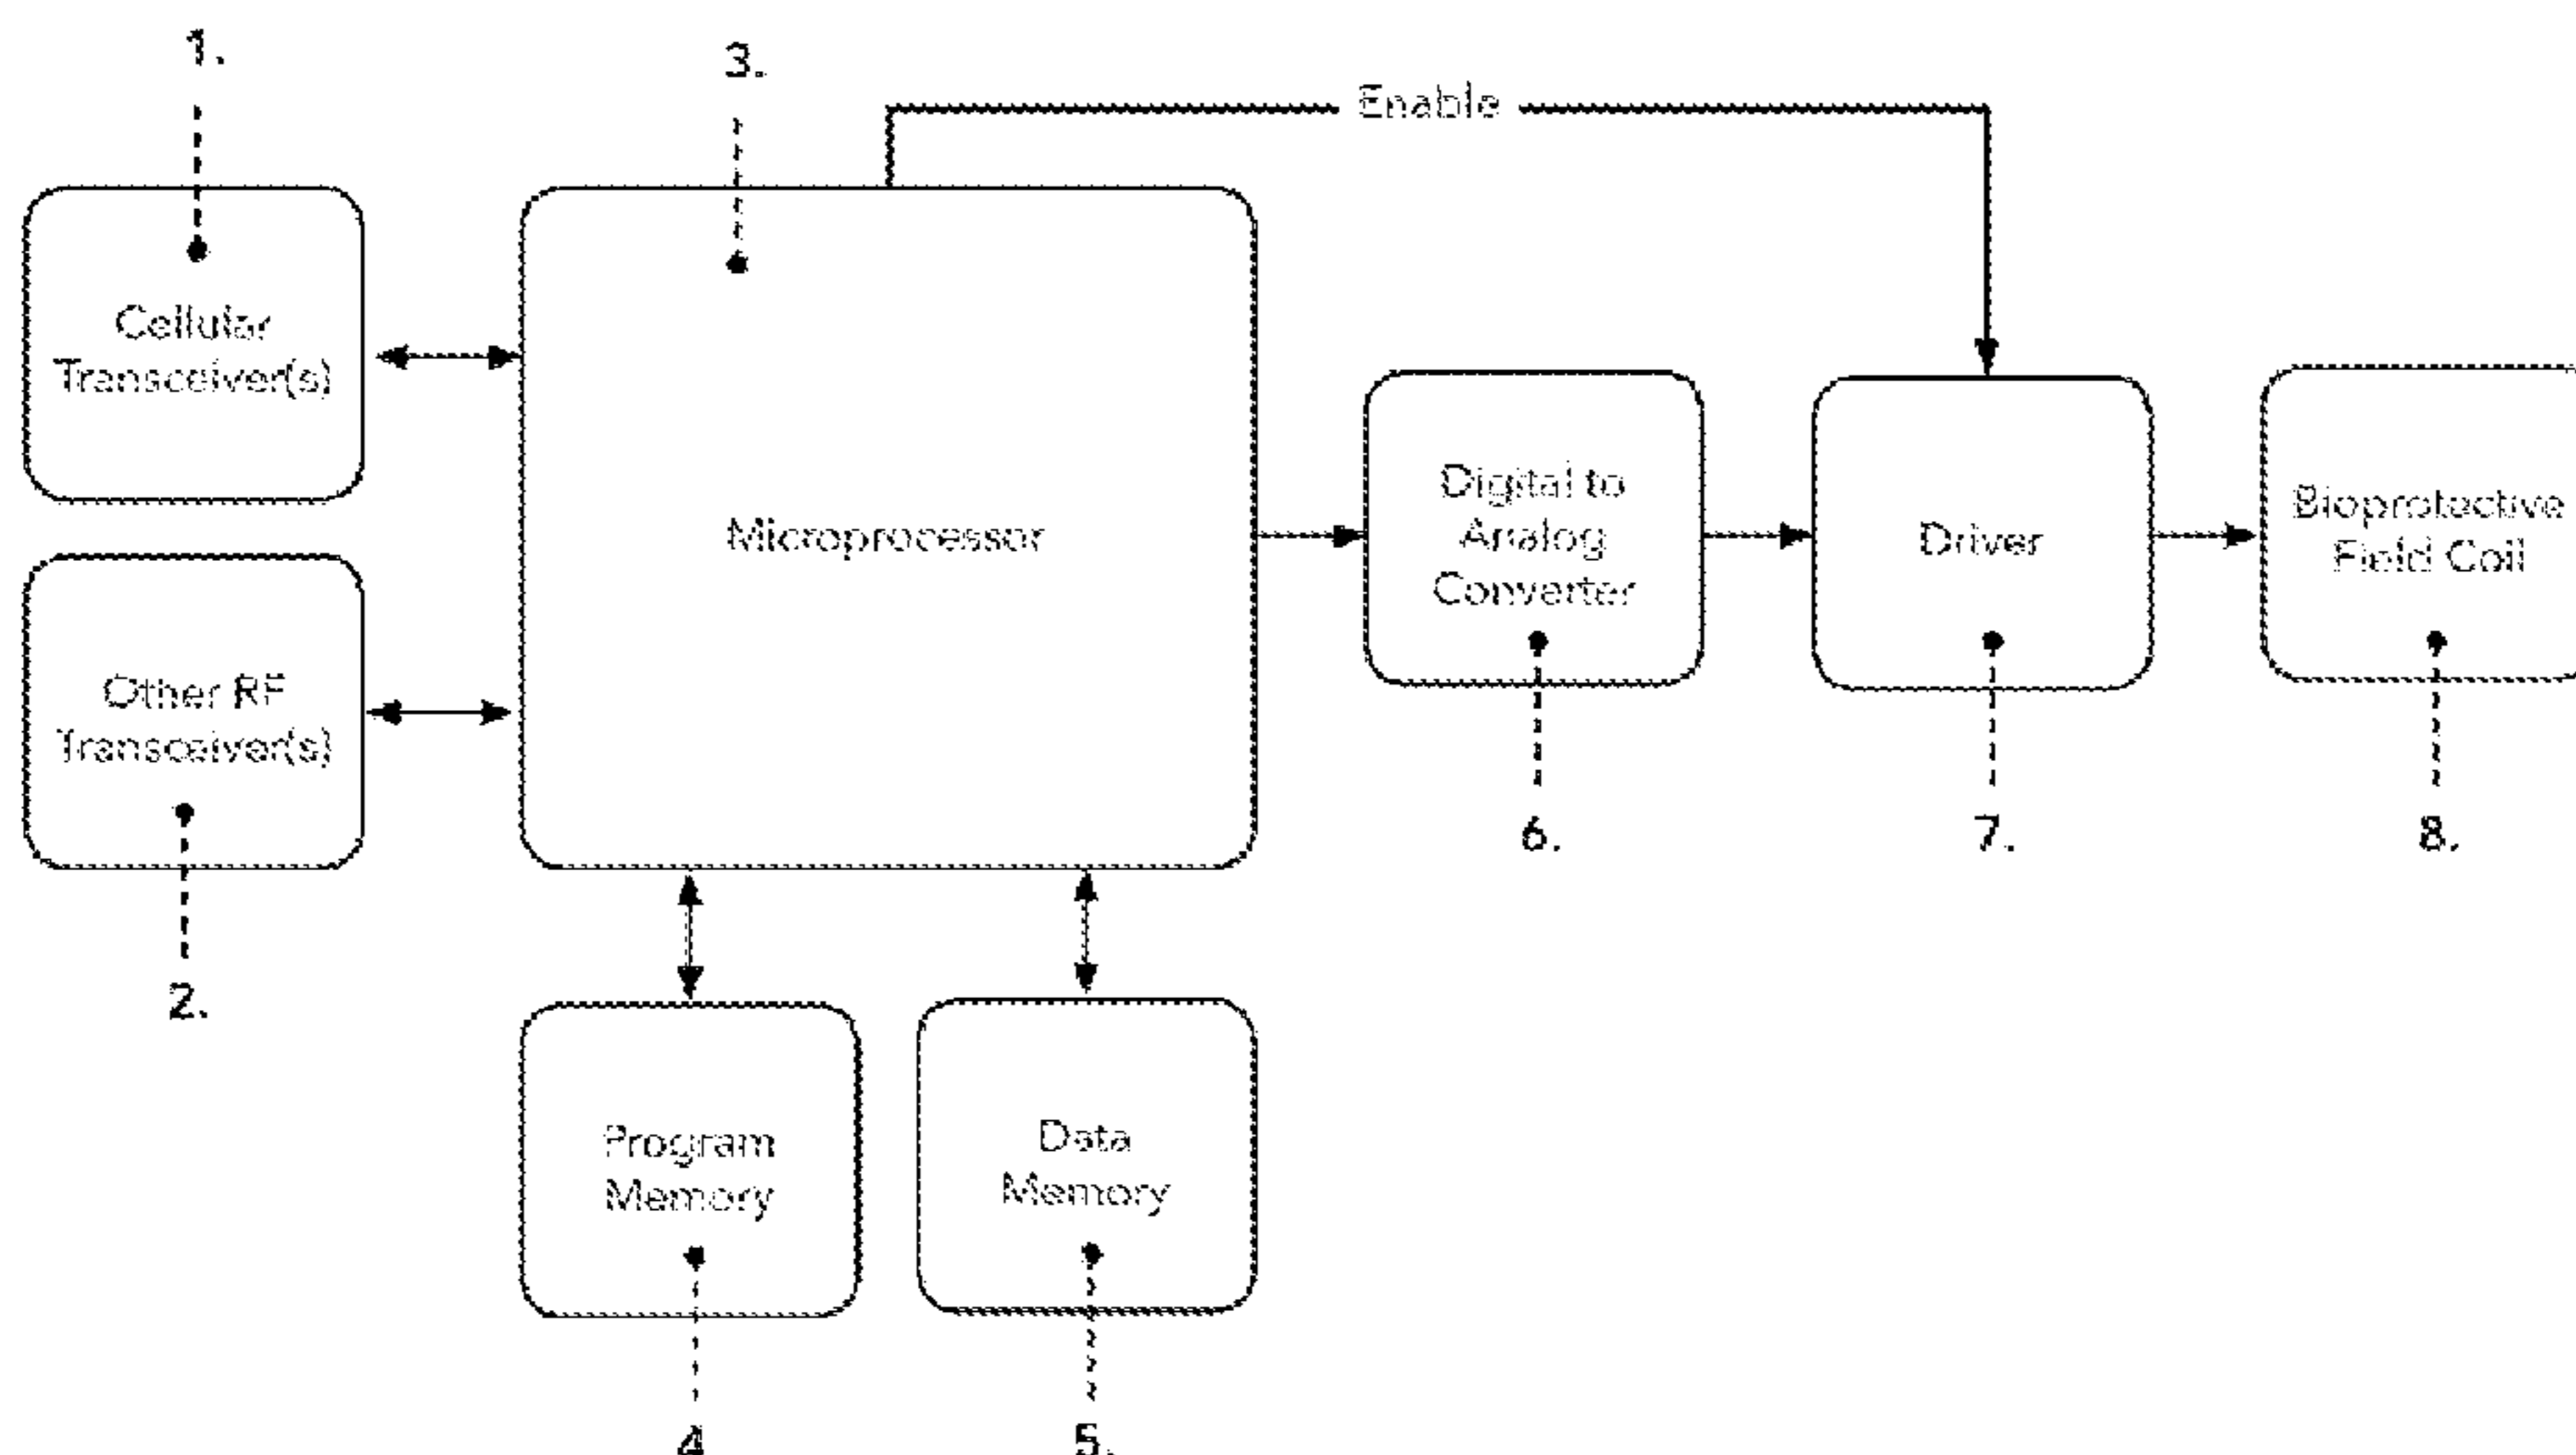 1.
3.
Enable
Cellular
Transceiver(s)
Digital to
Analog
Converter
Microprocessor
Driver
Bioprotective
Field Coil
Other RF
Transceiver(s)
6.
7.
8.
2.
Program
Memory
Data
Memory
4
5.